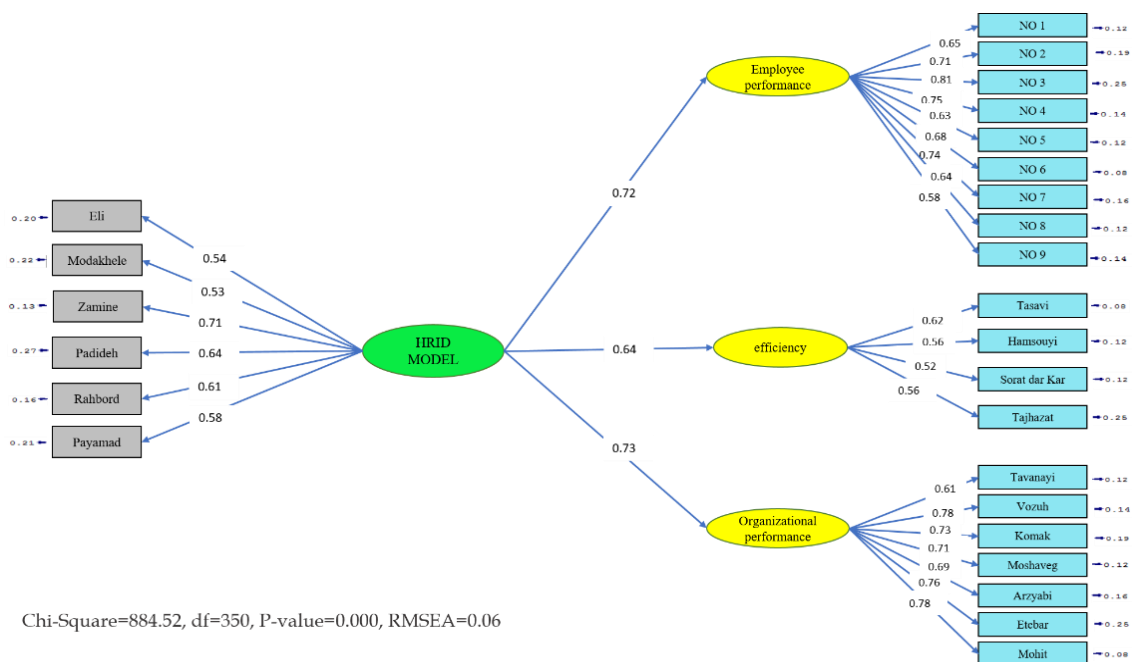 0.20
Eli
0.22
Modakhele
0.13
Zamine
0.27
Padideh
0.16
Rahbord
0.21
Payamad
0.54
0.53
0.71
0.64
0.61
0.58
HRID
MODEL
0.72
0.64
0.73
Employee
performance
0.65
0.71
0.81
0.75
0.63
0.68
0.74
0.64
0.58
NO 1
0.12
NO 2
0.19
NO 3
0.25
NO 4
0.14
NO 5
0.12
NO 6
0.08
NO 7
0.16
NO 8
0.12
NO 9
0.14
efficiency
0.62
0.56
0.52
0.56
Tasavi
0.08
Hamsouyi
0.12
Sorat dar Kar
0.12
Tajhazat
0.25
Organizational
performance
0.61
0.78
0.73
0.71
0.69
0.76
0.78
Tavanayi
0.12
Vozuh
0.14
Komak
0.19
Moshaveg
0.12
Arzyabi
0.16
Etebar
0.25
Mohit
0.08
Chi-Square=884.52, df=350, P-value=0.000, RMSEA=0.06